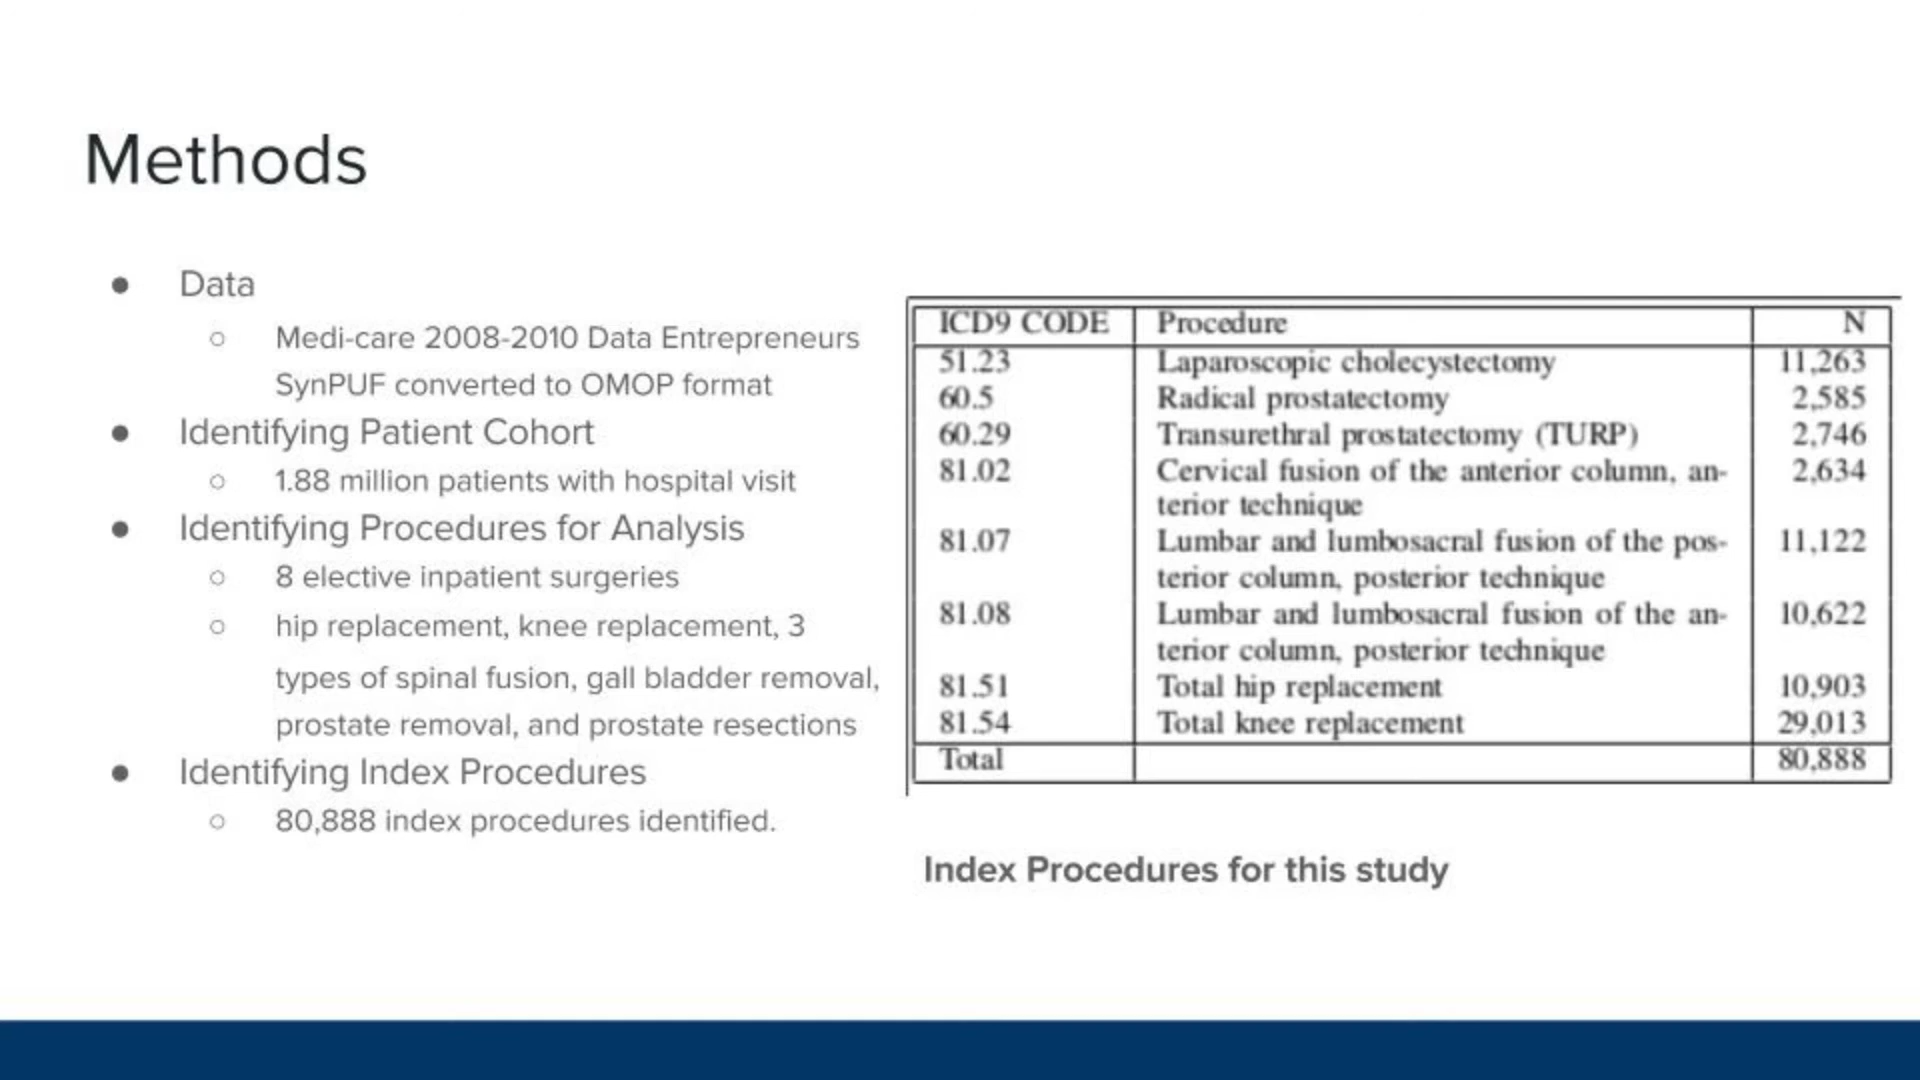 Methods
● Data
○ Medi-care 2008-2010 Data Entrepreneurs
SynPUF converted to OMOP format
● Identifying Patient Cohort
○ 1.88 million patients with hospital visit
● Identifying Procedures for Analysis
○ 8 elective inpatient surgeries
○ hip replacement, knee replacement, 3
types of spinal fusion, gall bladder removal,
prostate removal, and prostate resections
● Identifying Index Procedures
○ 80,888 index procedures identified.
ICD9 CODE Procedure N
51.23 Laparoscopic cholecystectomy 11,263
60.5 Radical prostatectomy 2,585
60.29 Transurethral prostatectomy (TURP) 2,746
81.02 Cervical fusion of the anterior column, an- 2,634
terior technique
81.07 Lumbar and lumbosacral fusion of the pos- 11,122
terior column, posterior technique
81.08 Lumbar and lumbosacral fusion of the an- 10,622
terior column, posterior technique
81.51 Total hip replacement 10,903
81.54 Total knee replacement 29,013
Total 80,888
Index Procedures for this study